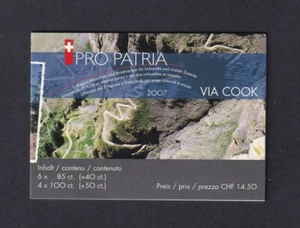 PRO PATRIA
2007
VIA COOK
Inhalt / contenu / contenuto
6 x 85 ct. (+40 ct.)
4 x 100 ct. (+50 ct.)
Preis / prix / prezzo CHF 14.50